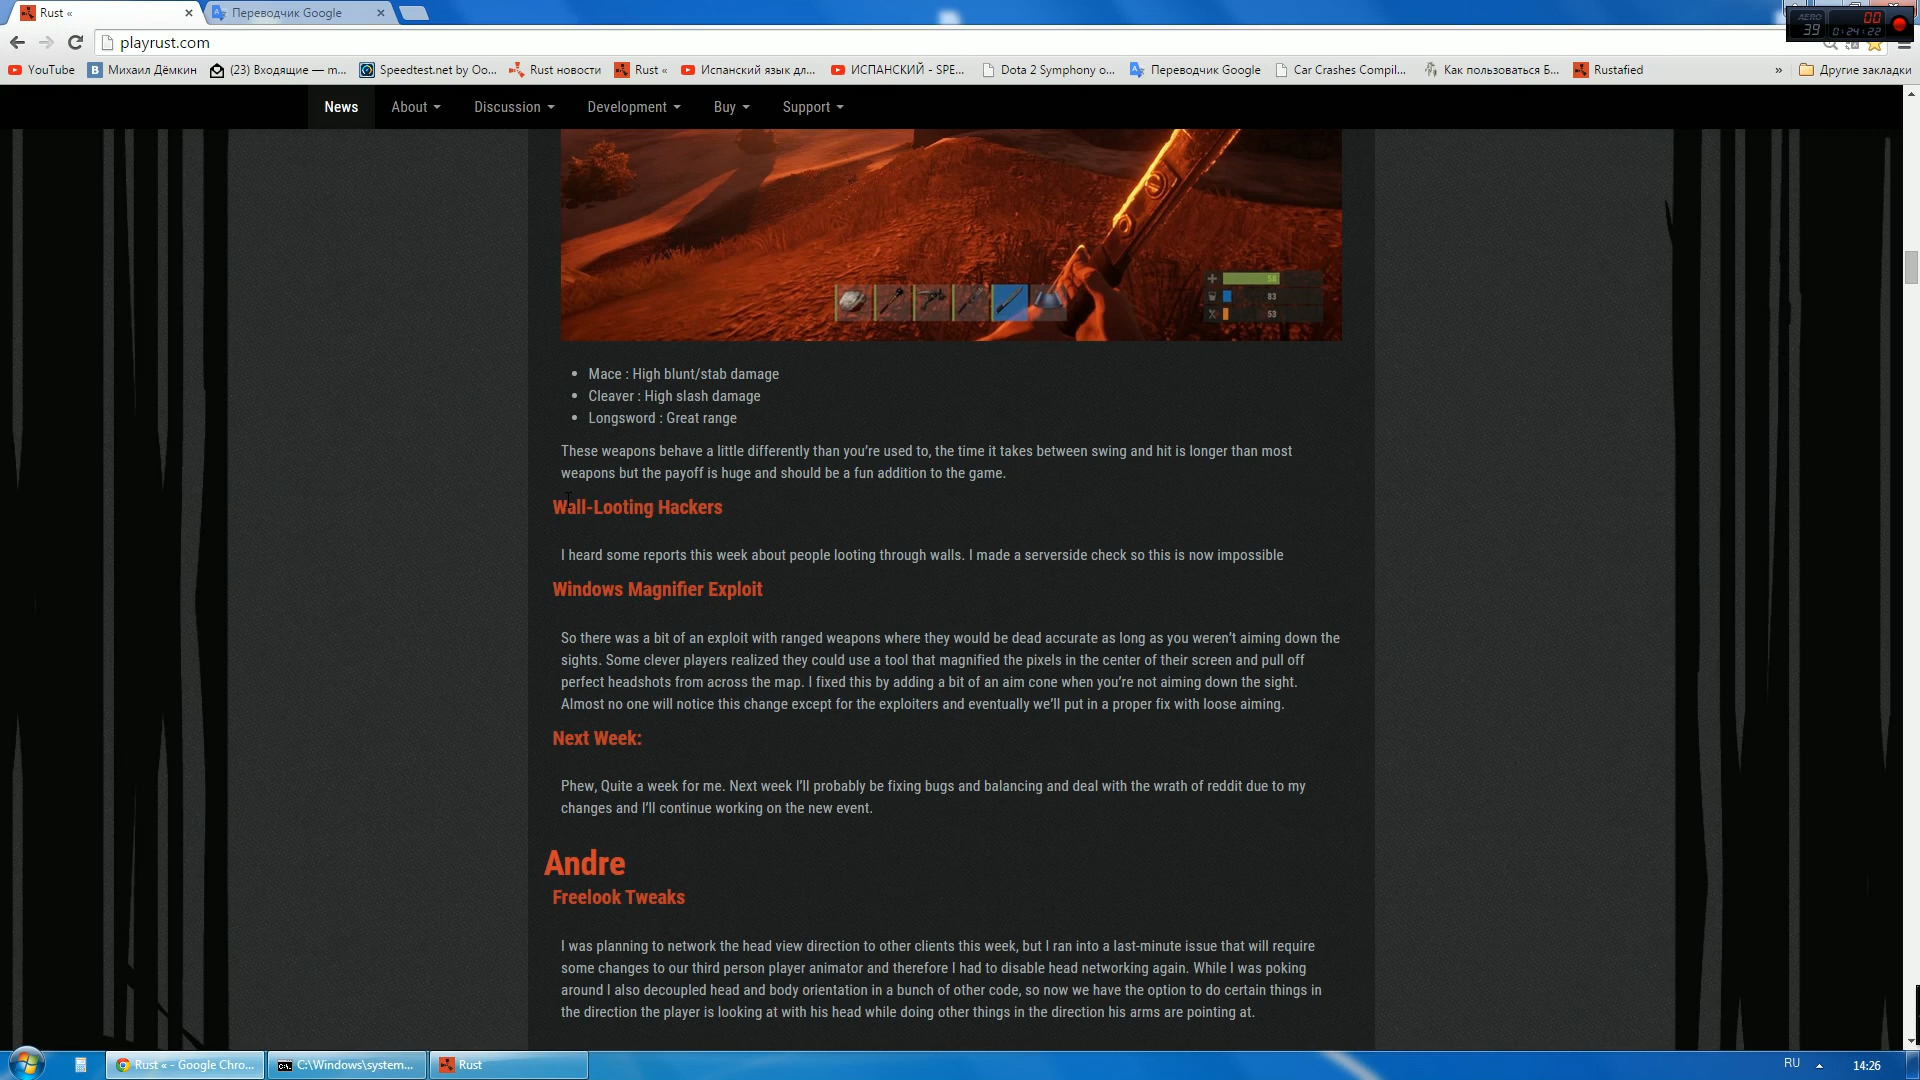 Rust «
Переводчик Google
AERO
39
00
0:24:22
playrust.com
YouTube
Михаил Дёмкин
(23) Входящие — m...
Speedtest.net by Oo...
Rust новости
Rust «
Испанский язык дл...
ИСПАНСКИЙ - SPE...
Dota 2 Symphony o...
Переводчик Google
Car Crashes Compil...
Как пользоваться Б...
Rustafied
»
Другие закладки
News
About
Discussion
Development
Buy
Support
58
83
53
• Mace : High blunt/stab damage
• Cleaver : High slash damage
• Longsword : Great range
These weapons behave a little differently than you’re used to, the time it takes between swing and hit is longer than most
weapons but the payoff is huge and should be a fun addition to the game.
Wall-Looting Hackers
I heard some reports this week about people looting through walls. I made a serverside check so this is now impossible
Windows Magnifier Exploit
So there was a bit of an exploit with ranged weapons where they would be dead accurate as long as you weren’t aiming down the
sights. Some clever players realized they could use a tool that magnified the pixels in the center of their screen and pull off
perfect headshots from across the map. I fixed this by adding a bit of an aim cone when you’re not aiming down the sight.
Almost no one will notice this change except for the exploiters and eventually we’ll put in a proper fix with loose aiming.
Next Week:
Phew, Quite a week for me. Next week I’ll probably be fixing bugs and balancing and deal with the wrath of reddit due to my
changes and I’ll continue working on the new event.
Andre
Freelook Tweaks
I was planning to network the head view direction to other clients this week, but I ran into a last-minute issue that will require
some changes to our third person player animator and therefore I had to disable head networking again. While I was poking
around I also decoupled head and body orientation in a bunch of other code, so now we have the option to do certain things in
the direction the player is looking at with his head while doing other things in the direction his arms are pointing at.
Rust « - Google Chro...
C:\Windows\system...
Rust
RU
14:26